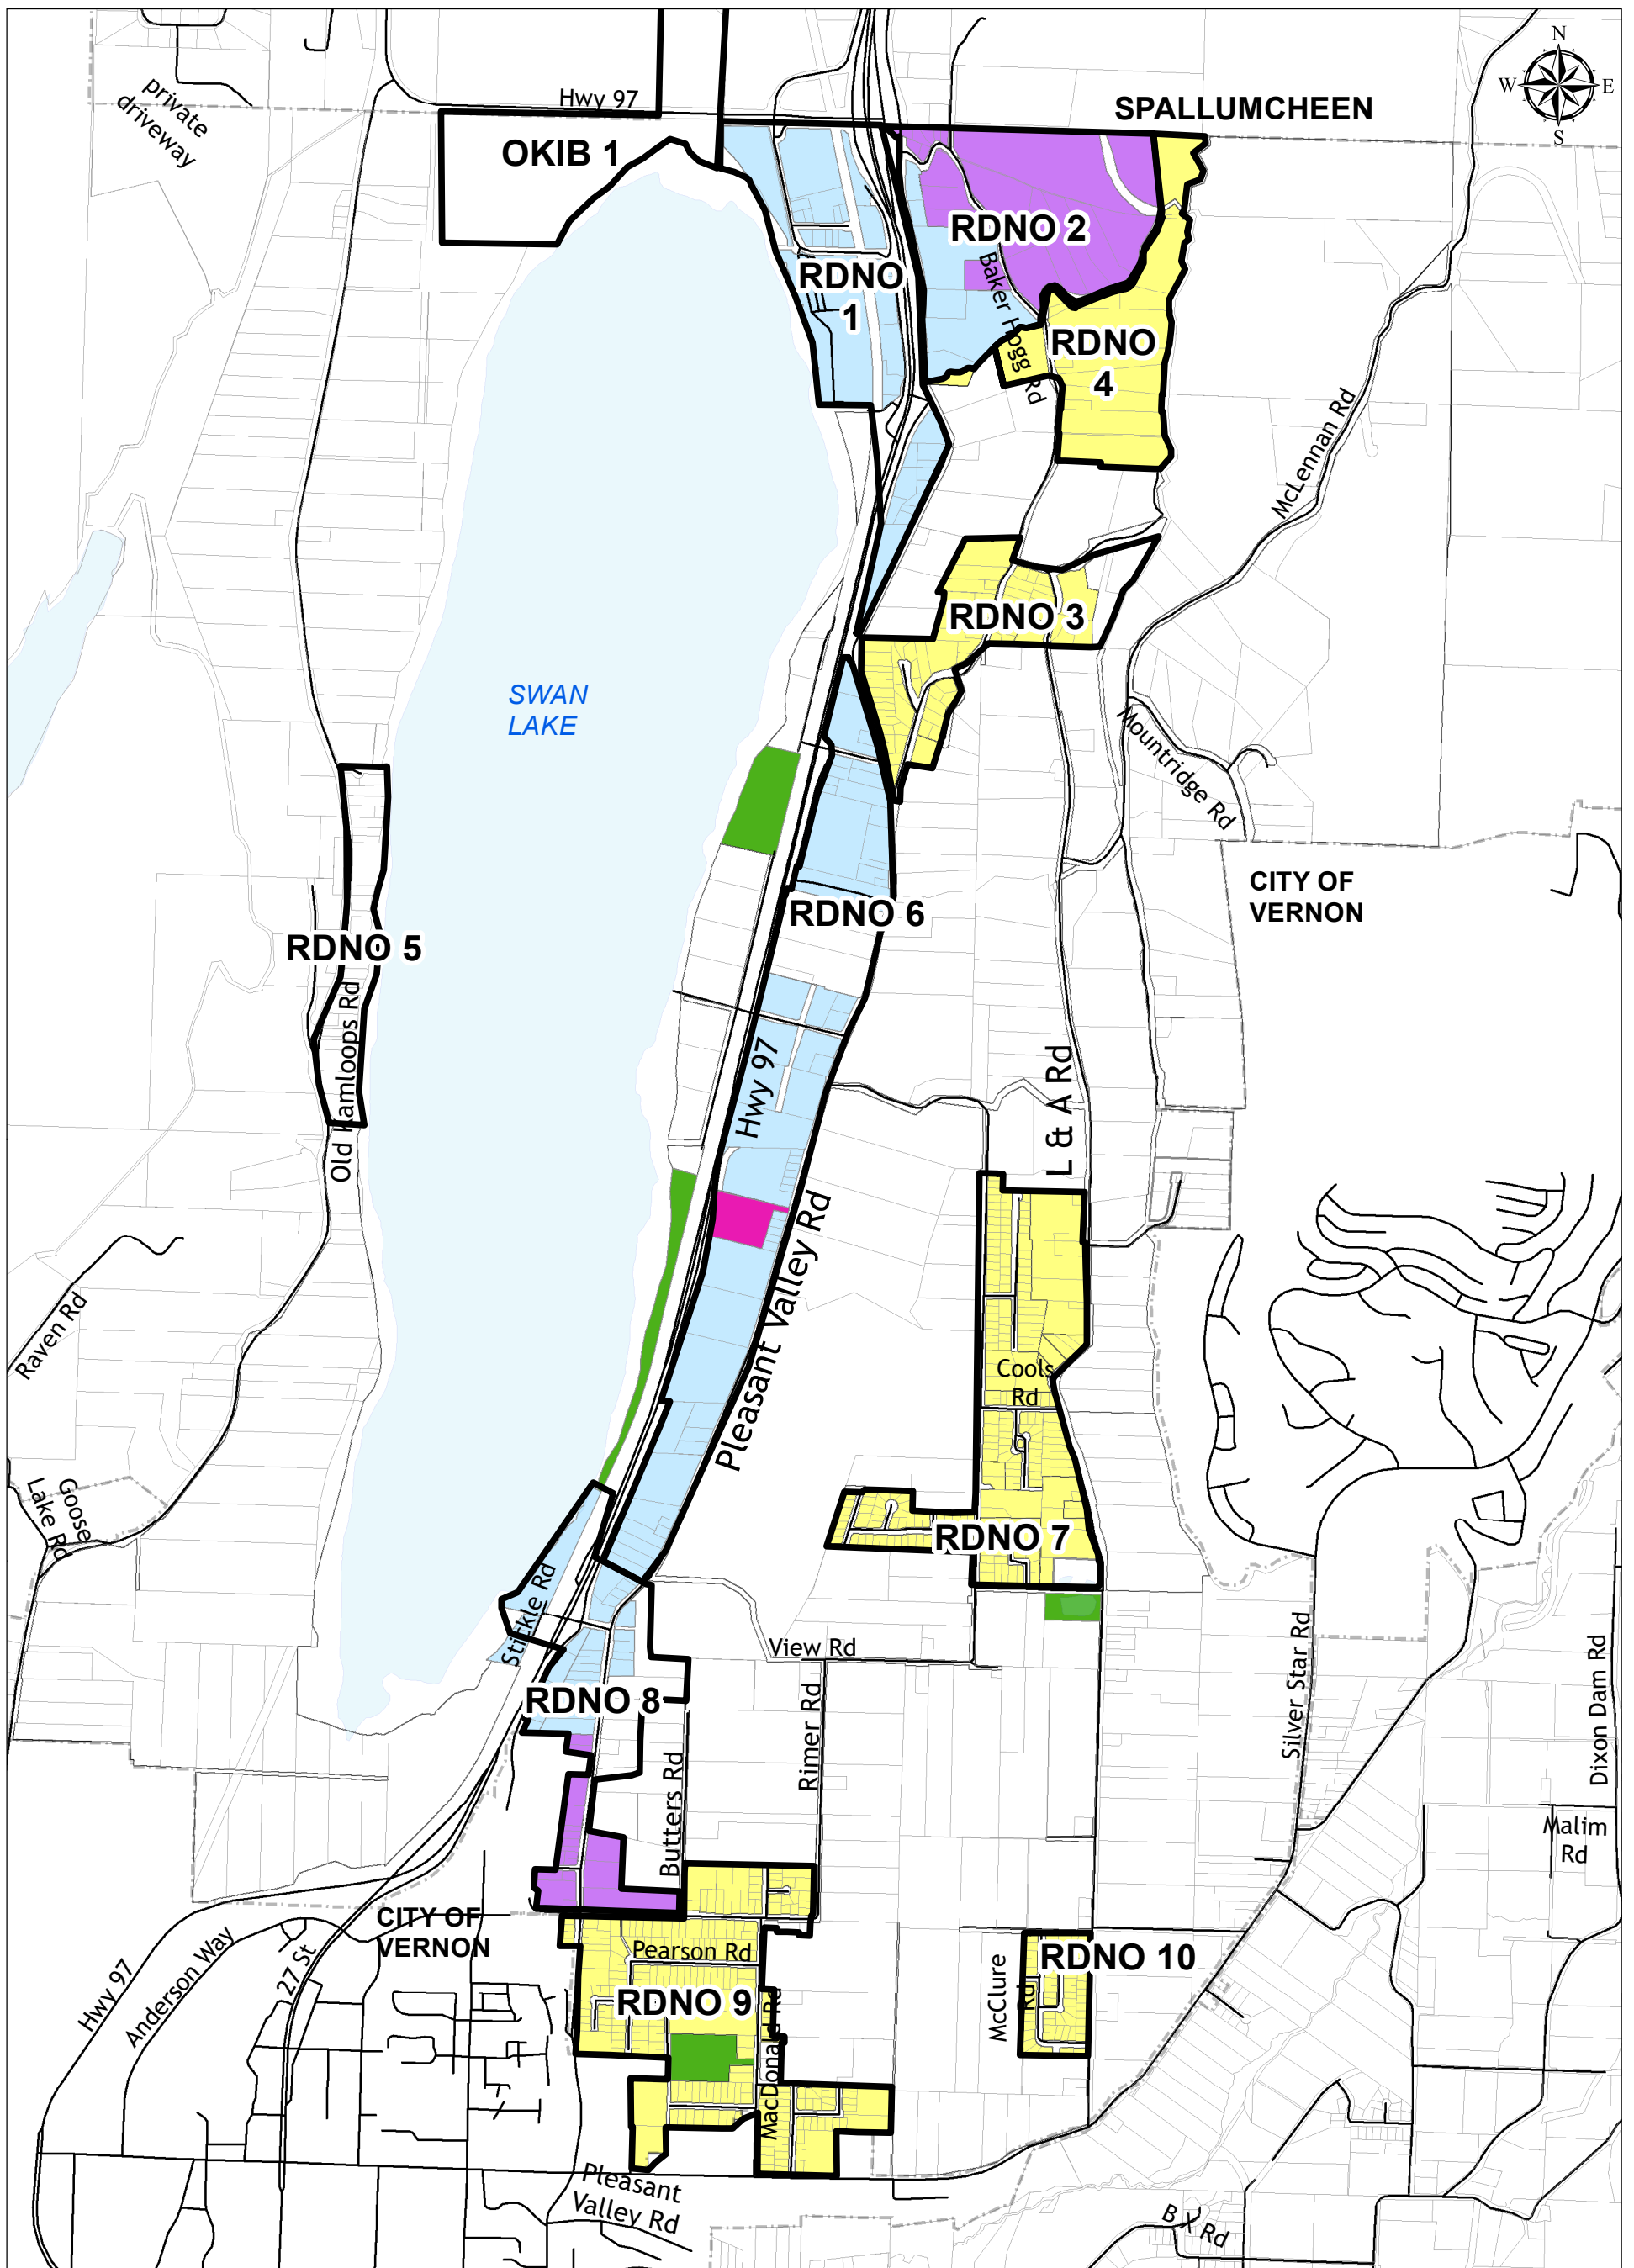 N
W
E
S
private
driveway
Hwy 97
SPALLUMCHEEN
OKIB 1
RDNO 2
RDNO
1
Baker Hogg Rd
RDNO
4
McLennan Rd
RDNO 3
SWAN
LAKE
Mountridge Rd
CITY OF
VERNON
RDNO 6
RDNO 5
Old Kamloops Rd
Hwy 97
L & A Rd
Pleasant Valley Rd
Raven Rd
Cools
Rd
Goose
Lake Rd
RDNO 7
Stickle Rd
View Rd
Silver Star Rd
Dixon Dam Rd
RDNO 8
Rimer Rd
Butters Rd
Malim
Rd
CITY OF
VERNON
Pearson Rd
RDNO 10
Hwy 97
Anderson Way
27 St
RDNO 9
McClure
Rd
MacDonald Rd
Pleasant
Valley Rd
B X Rd